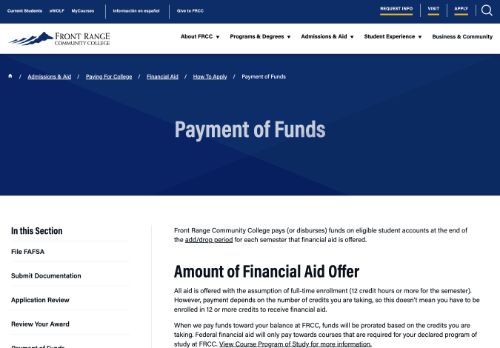 Current Students eWOLF MyCourses Información en español Give to FRCC REQUEST INFO VISIT APPLY
FRONT RANGE
COMMUNITY COLLEGE
About FRCC Programs & Degrees Admissions & Aid Student Experience Business & Community
/ Admissions & Aid / Paying For College / Financial Aid / How To Apply / Payment of Funds
Payment of Funds
In this Section
File FAFSA
Submit Documentation
Application Review
Review Your Award
Payment of Funds
Front Range Community College pays (or disburses) funds on eligible student accounts at the end of
the add/drop period for each semester that financial aid is offered.
Amount of Financial Aid Offer
All aid is offered with the assumption of full-time enrollment (12 credit hours or more for the semester).
However, payment depends on the number of credits you are taking, so this doesn't mean you have to be
enrolled in 12 or more credits to receive financial aid.
When we pay funds toward your balance at FRCC, funds will be prorated based on the credits you are
taking. Federal financial aid will only pay towards courses that are required for your declared program of
study at FRCC. View Course Program of Study for more information.